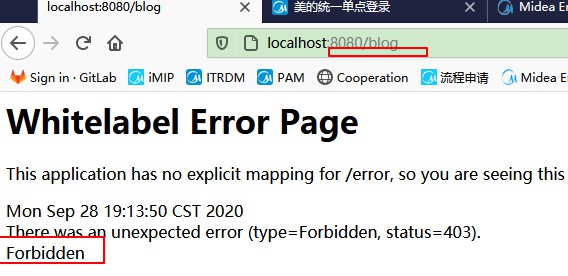 localhost:8080/blog
美的统一单点登录
Midea En
localhost:8080/blog
Sign in · GitLab
iMIP
ITRDM
PAM
Cooperation
流程申请
Midea En
Whitelabel Error Page
This application has no explicit mapping for /error, so you are seeing this
Mon Sep 28 19:13:50 CST 2020
There was an unexpected error (type=Forbidden, status=403).
Forbidden